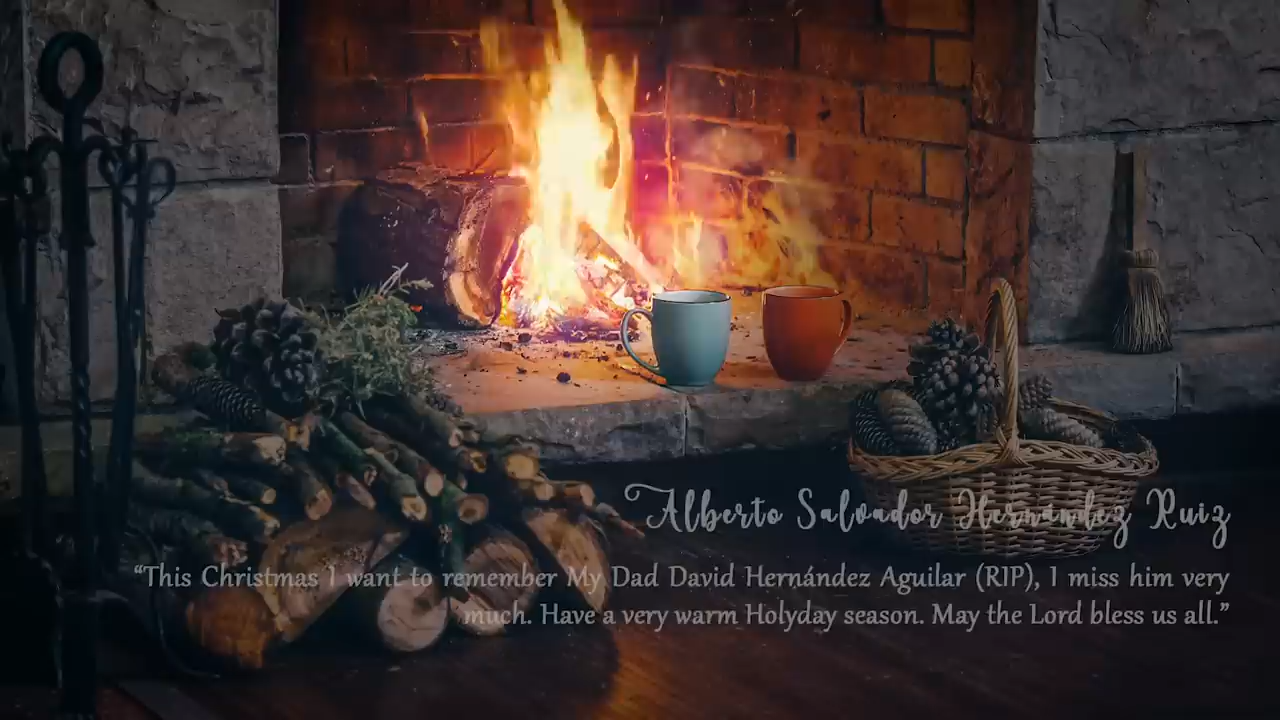 Alberto Salvador Hernández Ruiz
“This Christmas I want to remember My Dad David Hernández Aguilar (RIP), I miss him very
much. Have a very warm Holyday season. May the Lord bless us all.”